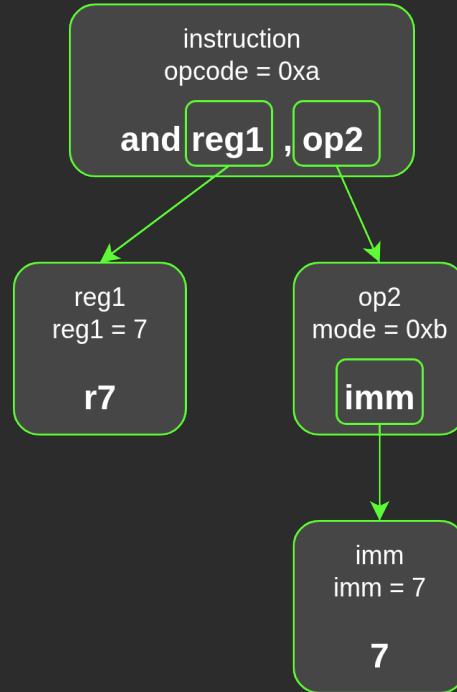 instruction
opcode = 0xa
and reg1 , op2
reg1
reg1 = 7
r7
op2
mode = 0xb
imm
imm
imm = 7
7